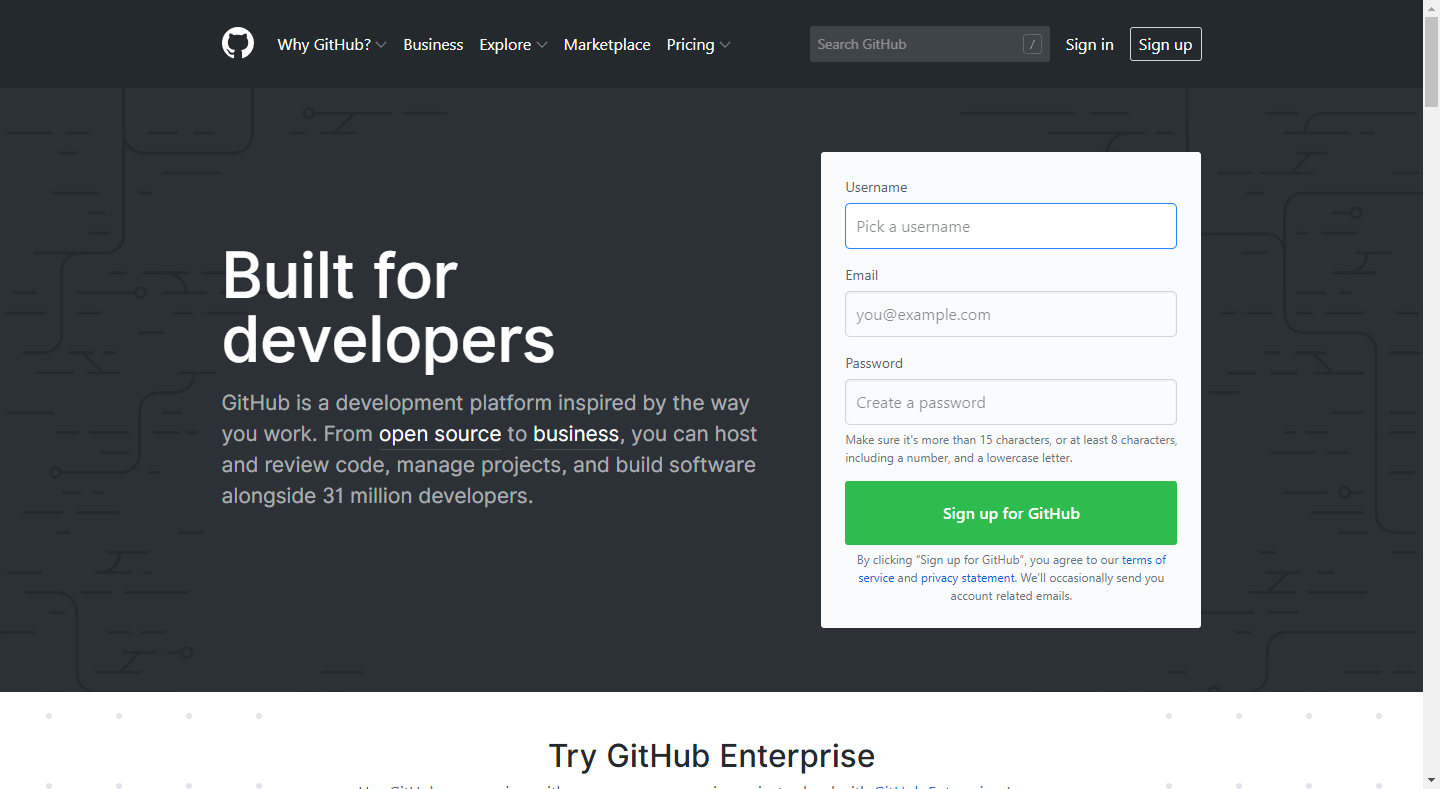 Why GitHub? Business Explore Marketplace Pricing Search GitHub / Sign in Sign up
Built for
developers
GitHub is a development platform inspired by the way
you work. From open source to business, you can host
and review code, manage projects, and build software
alongside 31 million developers.
Username
Pick a username
Email
you@example.com
Password
Create a password
Make sure it's more than 15 characters, or at least 8 characters,
including a number, and a lowercase letter.
Sign up for GitHub
By clicking “Sign up for GitHub”, you agree to our terms of
service and privacy statement. We’ll occasionally send you
account related emails.
Try GitHub Enterprise